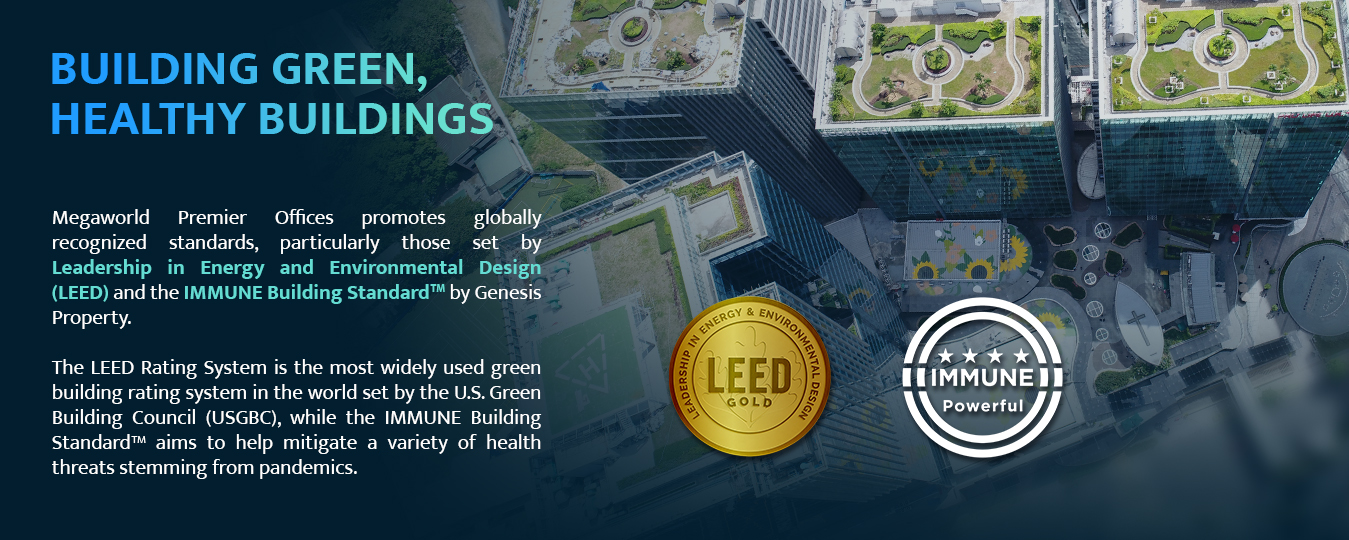 BUILDING GREEN,
HEALTHY BUILDINGS
Megaworld Premier Offices promotes globally
recognized standards, particularly those set by
Leadership in Energy and Environmental Design
(LEED) and the IMMUNE Building Standard™ by Genesis
Property.
The LEED Rating System is the most widely used green
building rating system in the world set by the U.S. Green
Building Council (USGBC), while the IMMUNE Building
Standard™ aims to help mitigate a variety of health
threats stemming from pandemics.
LEADERSHIP IN ENERGY & ENVIRONMENTAL DESIGN
LEED
GOLD
IMMUNE
Powerful